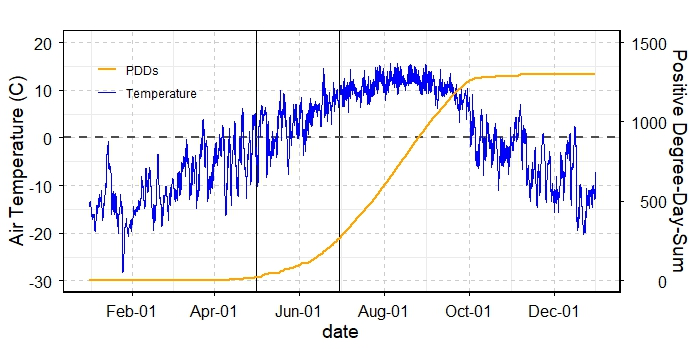 Air Temperature (C)
20
10
0
-10
-20
-30
PDDs
Temperature
1500
1000
500
0
Positive Degree-Day-Sum
Feb-01
Apr-01
Jun-01
Aug-01
Oct-01
Dec-01
date